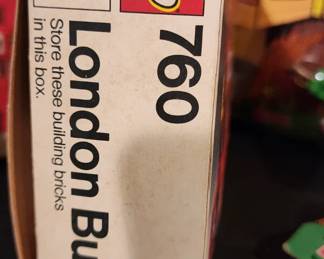 760
London Bu
Store these building bricks
in this box.